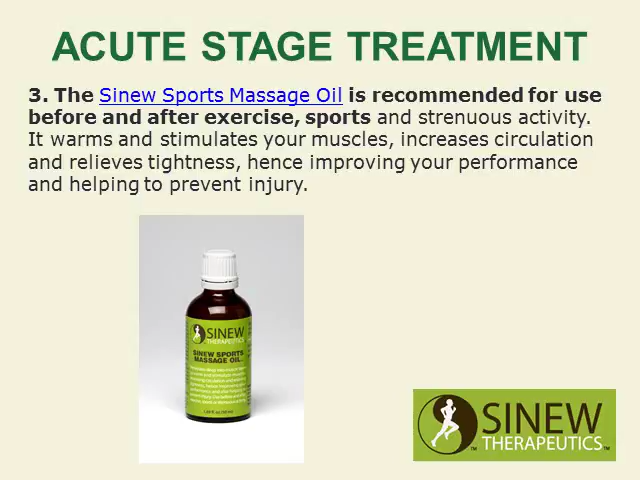 ACUTE STAGE TREATMENT
3. The Sinew Sports Massage Oil is recommended for use
before and after exercise, sports and strenuous activity.
It warms and stimulates your muscles, increases circulation
and relieves tightness, hence improving your performance
and helping to prevent injury.
SINEW
THERAPEUTICS
SINEW SPORTS
MASSAGE OIL
SINEW
™ THERAPEUTICS™